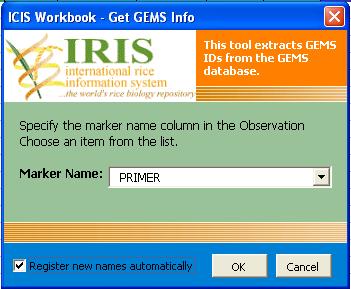 ICIS Workbook - Get GEMS Info
IRIS
international rice
information system
...the world's rice biology repository
This tool extracts GEMS
IDs from the GEMS
database.
Specify the marker name column in the Observation
Choose an item from the list.
Marker Name: PRIMER
Register new names automatically OK Cancel